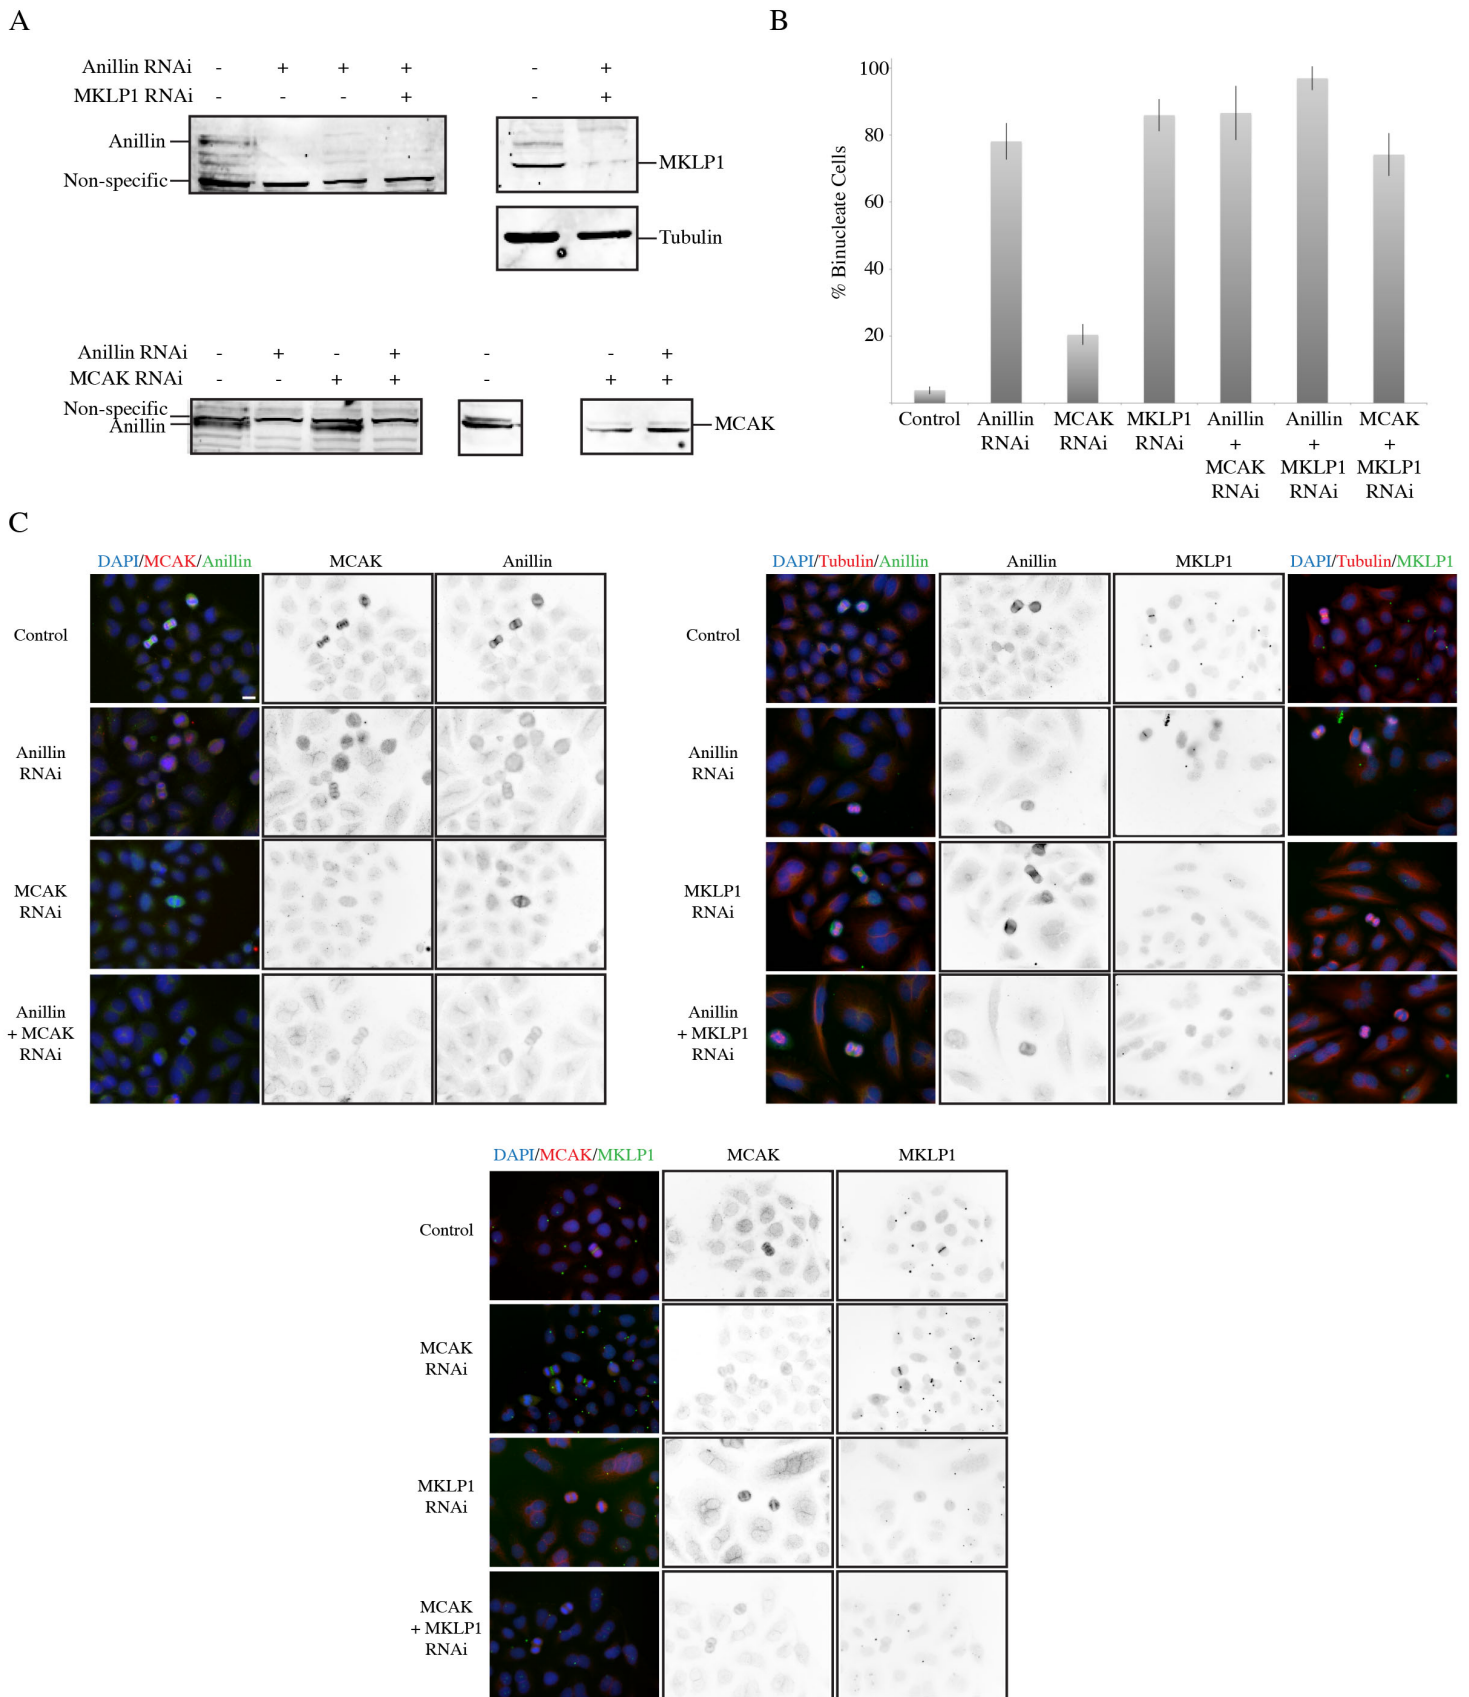 A
Anillin RNAi - + + +
MKLP1 RNAi - - - +
- +
- +
Anillin
Non-specific
MKLP1
Tubulin
Anillin RNAi - + - +
MCAK RNAi - - + +
- - +
- + +
Non-specific
Anillin
MCAK
B
% Binucleate Cells
100
80
60
40
20
Control
Anillin
RNAi
MCAK
RNAi
MKLP1
RNAi
Anillin
+
MCAK
RNAi
Anillin
+
MKLP1
RNAi
MCAK
+
MKLP1
RNAi
C
DAPI/MCAK/Anillin MCAK Anillin
Control
Anillin
RNAi
MCAK
RNAi
Anillin
+ MCAK
RNAi
DAPI/Tubulin/Anillin Anillin MKLP1 DAPI/Tubulin/MKLP1
Control
Anillin
RNAi
MKLP1
RNAi
Anillin
+ MKLP1
RNAi
DAPI/MCAK/MKLP1 MCAK MKLP1
Control
MCAK
RNAi
MKLP1
RNAi
MCAK
+ MKLP1
RNAi